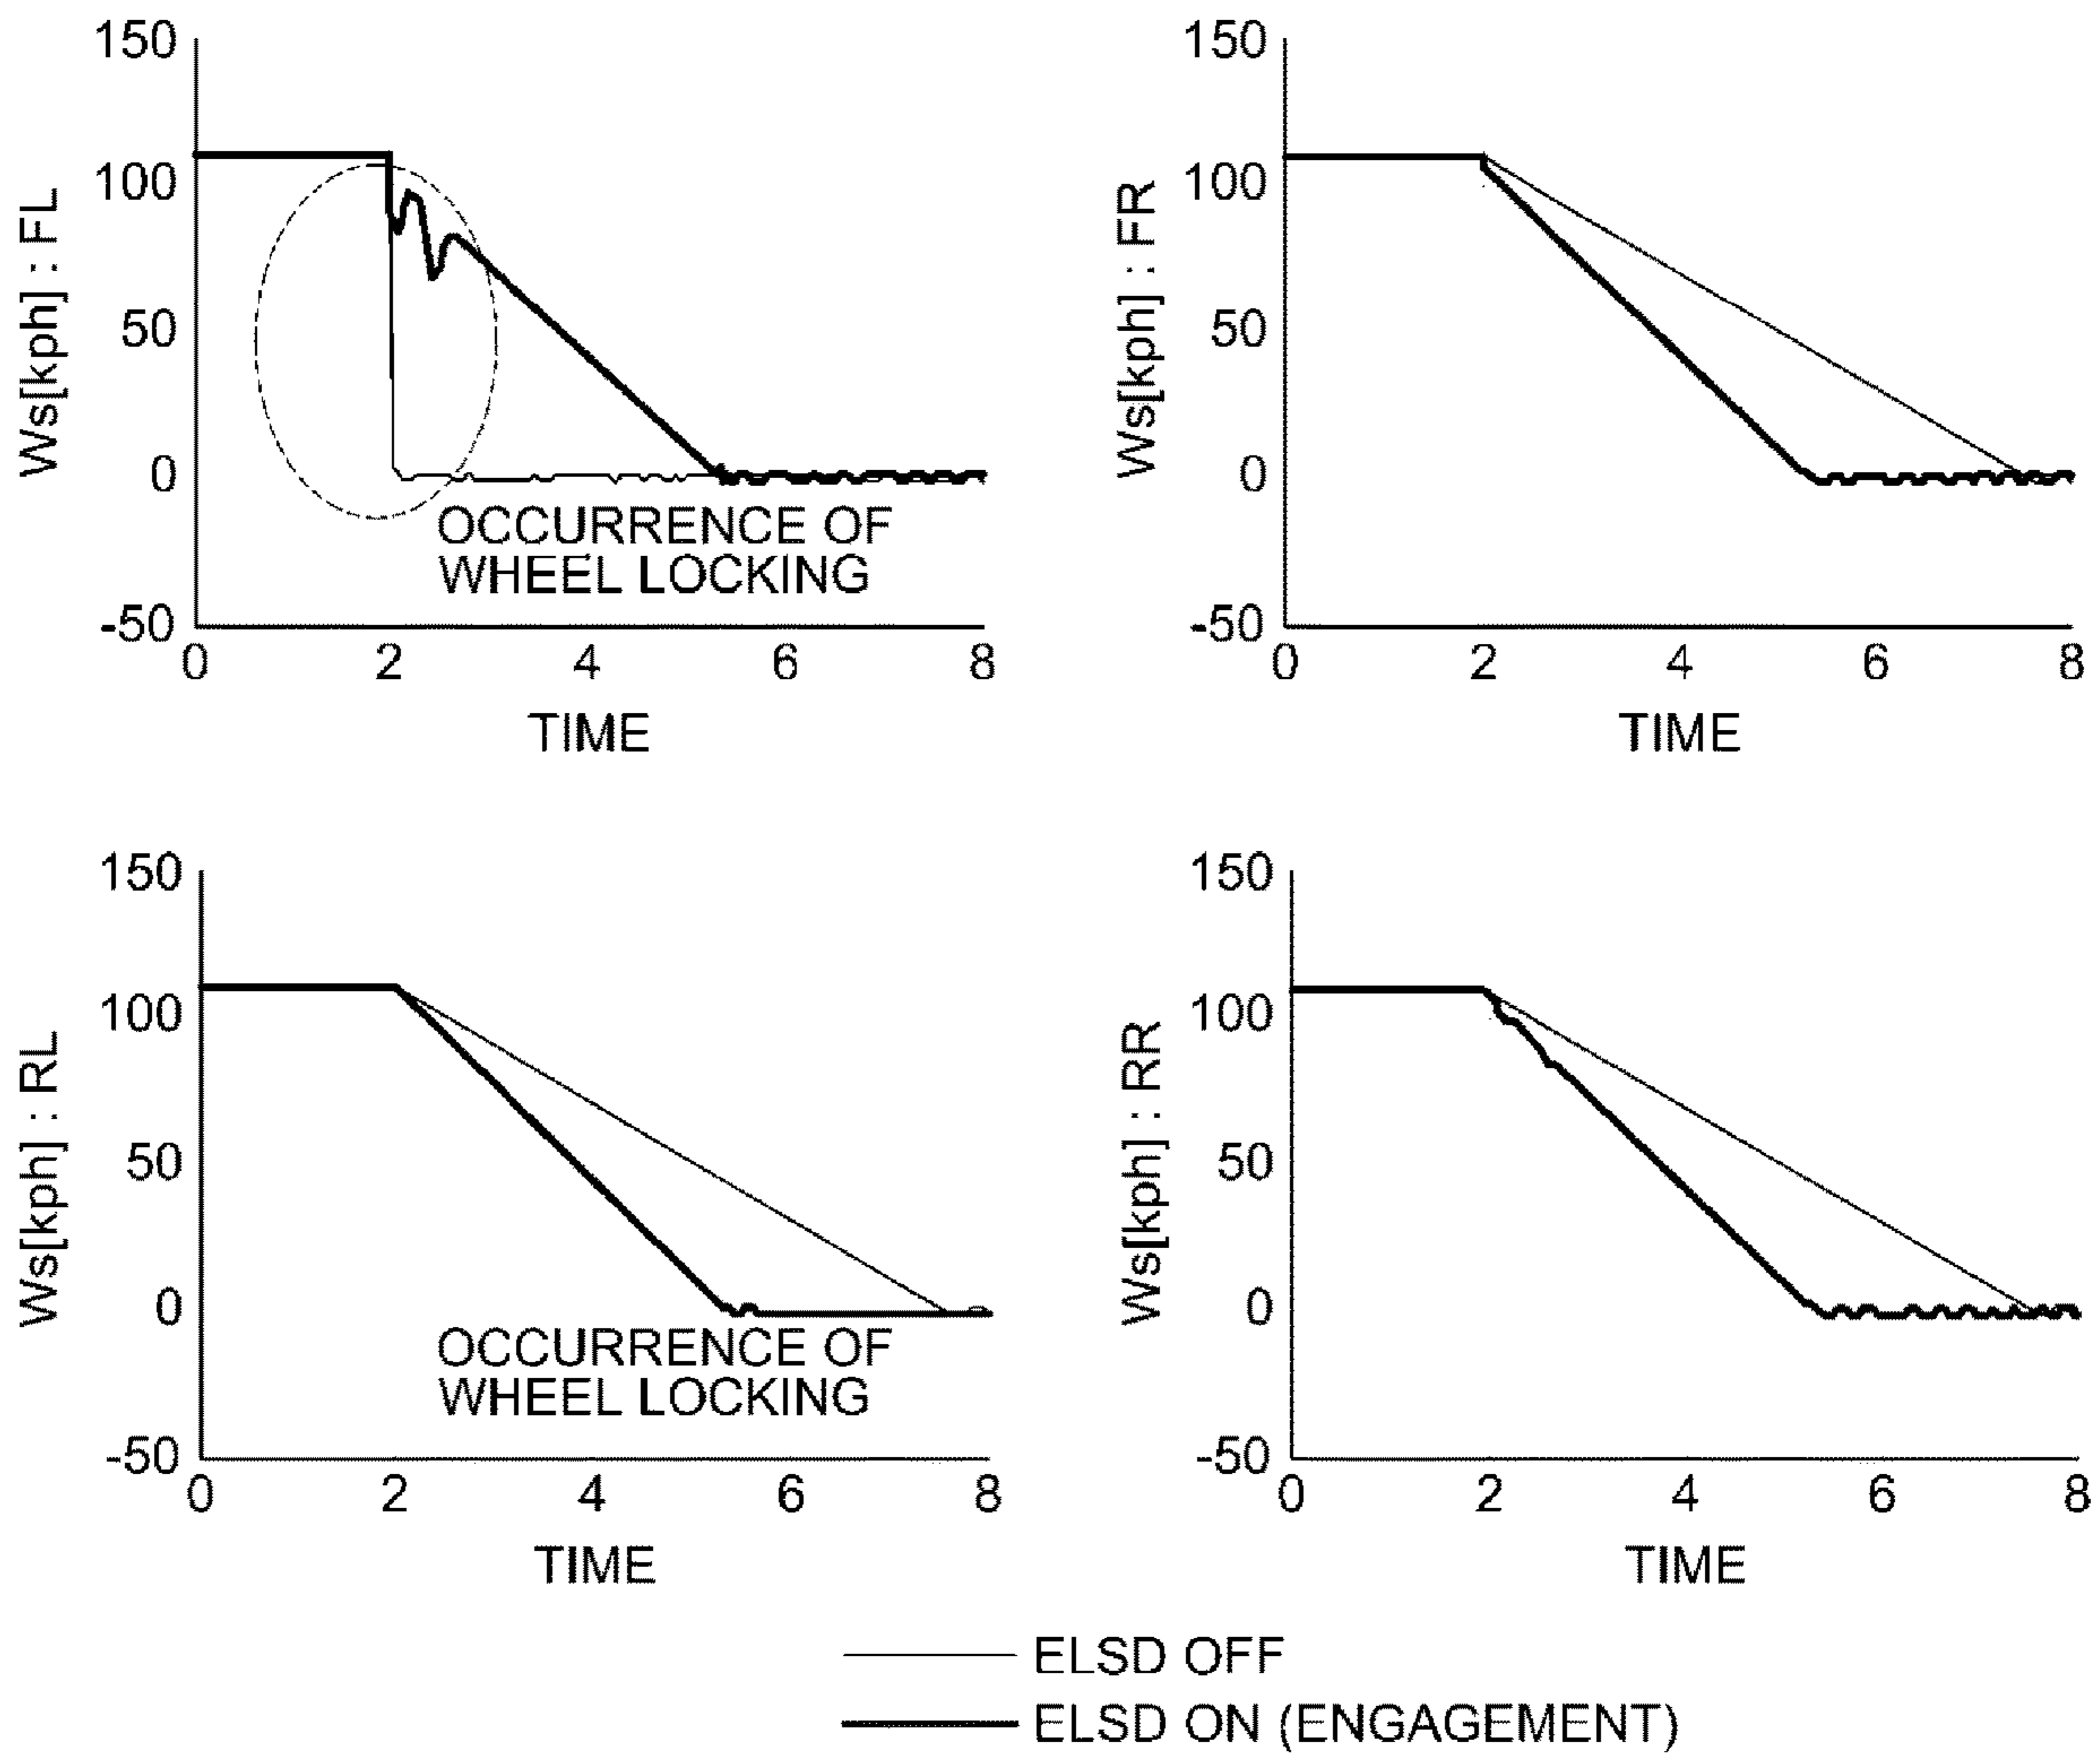 150
100
50
0
-50
Ws[kph] : FL
OCCURRENCE OF
WHEEL LOCKING
0 2 4 6 8
TIME
150
100
50
0
-50
Ws[kph] : FR
0 2 4 6 8
TIME
150
100
50
0
-50
Ws[kph] : RL
OCCURRENCE OF
WHEEL LOCKING
0 2 4 6 8
TIME
150
100
50
0
-50
Ws[kph] : RR
0 2 4 6 8
TIME
ELSD OFF
ELSD ON (ENGAGEMENT)